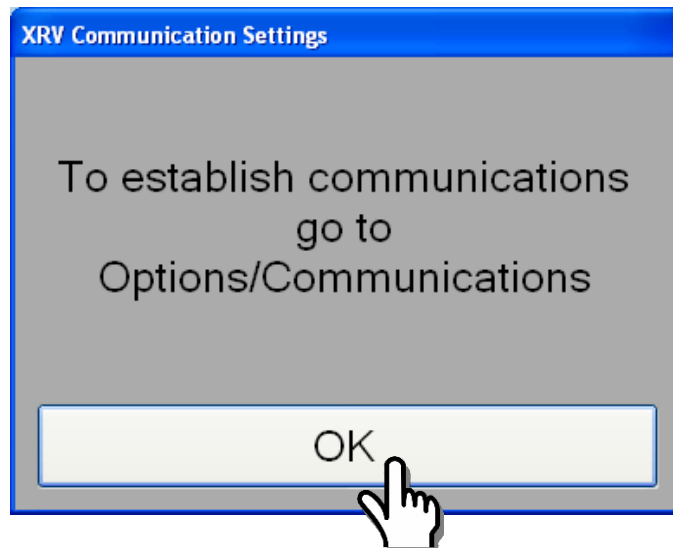 XRV Communication Settings
To establish communications
go to
Options/Communications
OK